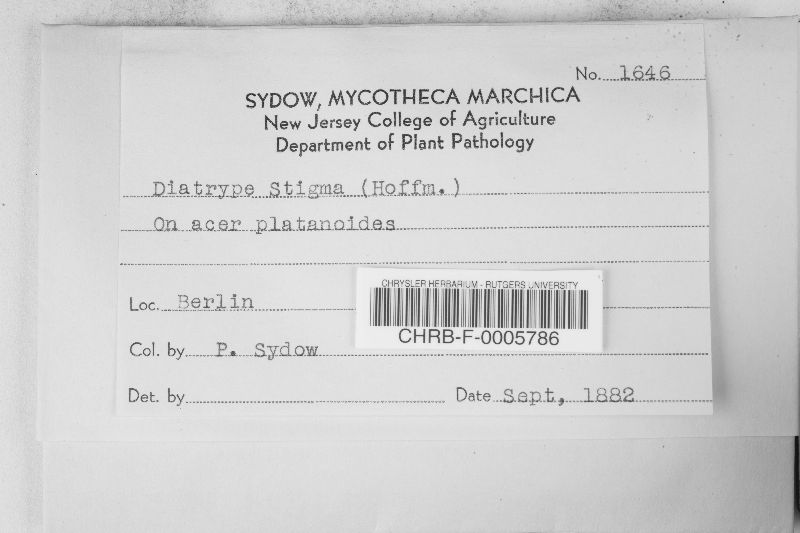 No. 1646
SYDOW, MYCOTHECA MARCHICA
New Jersey College of Agriculture
Department of Plant Pathology
Diatrype Stigma (Hoffm.)
On acer platanoides
Loc. Berlin
CHRYSLER HERBARIUM - RUTGERS UNIVERSITY
CHRB-F-0005786
Col. by P. Sydow
Det. by
Date Sept, 1882